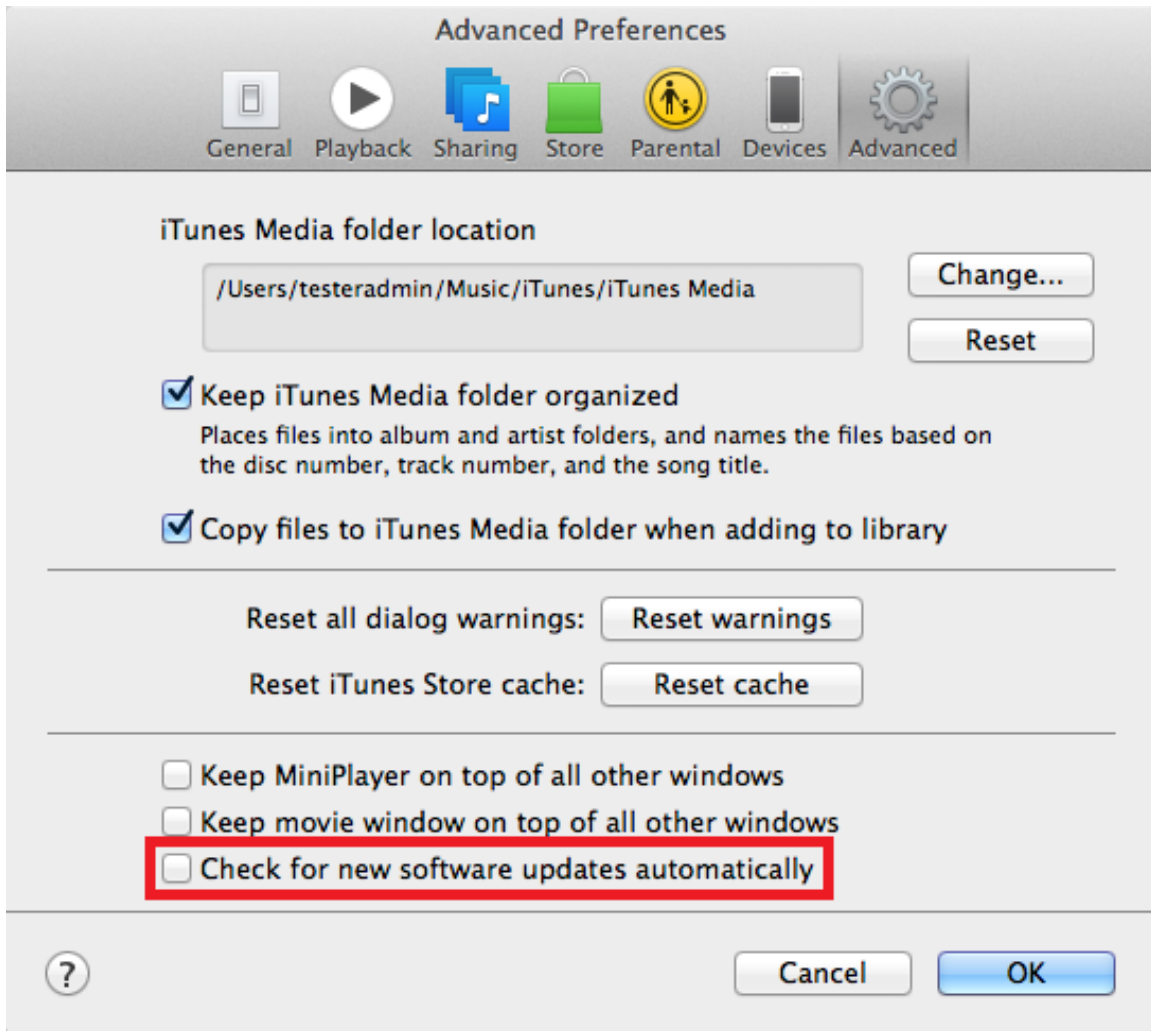 Advanced Preferences
General Playback Sharing Store Parental Devices Advanced
iTunes Media folder location
/Users/testeradmin/Music/iTunes/iTunes Media
Change...
Reset
Keep iTunes Media folder organized
Places files into album and artist folders, and names the files based on
the disc number, track number, and the song title.
Copy files to iTunes Media folder when adding to library
Reset all dialog warnings: Reset warnings
Reset iTunes Store cache: Reset cache
Keep MiniPlayer on top of all other windows
Keep movie window on top of all other windows
Check for new software updates automatically
? Cancel OK